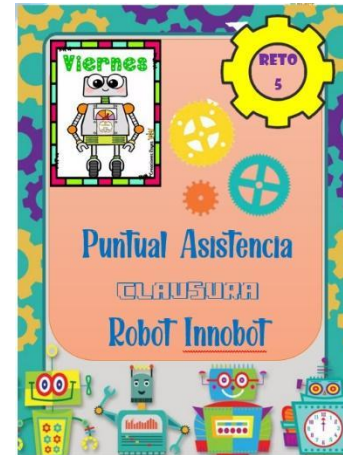 Viernes
RETO
5
Puntual Asistencia
CLAUSURA
Robot Innobot